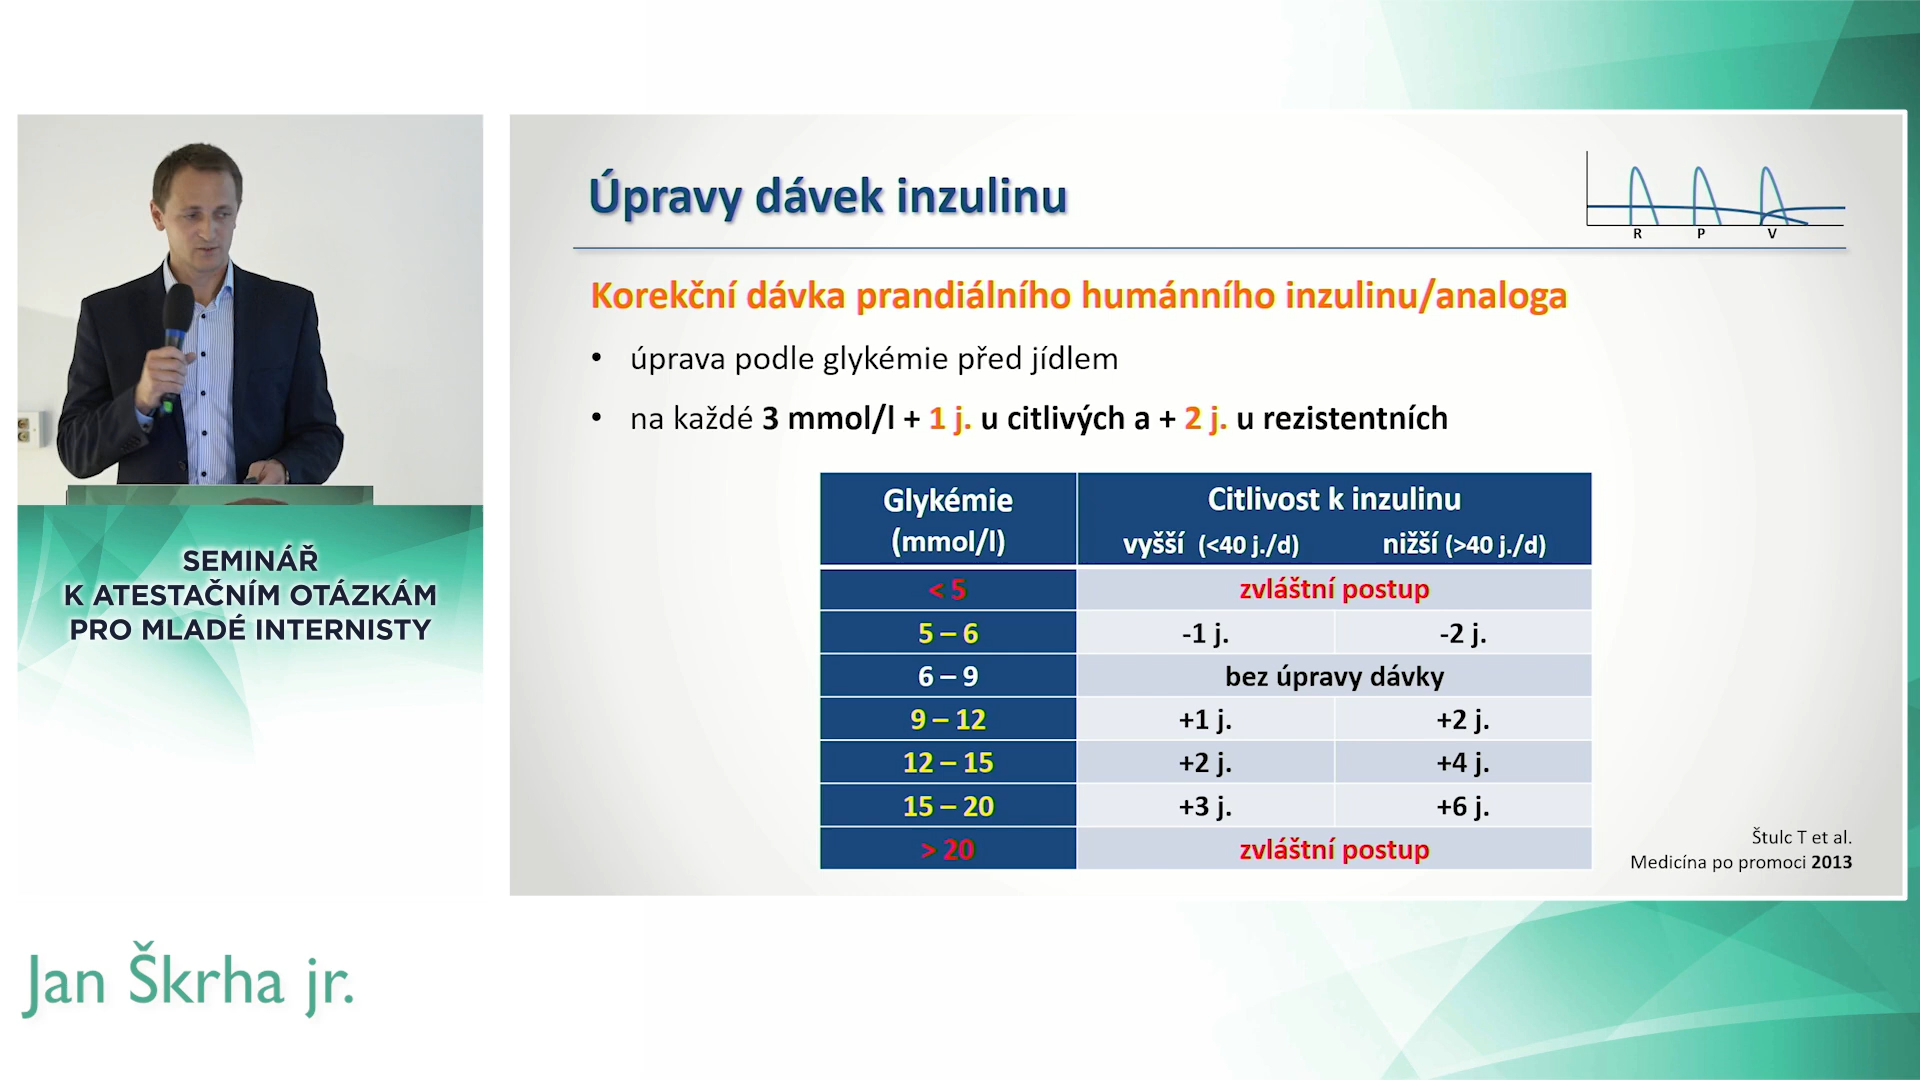 Úpravy dávek inzulinu
R P V
Korekční dávka prandiálního humánního inzulinu/analoga
• úprava podle glykémie před jídlem
• na každé 3 mmol/l + 1 j. u citlivých a + 2 j. u rezistentních
Glykémie (mmol/l)
Citlivost k inzulinu
vyšší (<40 j./d) nižší (>40 j./d)
< 5 zvláštní postup
5 – 6 -1 j. -2 j.
6 – 9 bez úpravy dávky
9 – 12 +1 j. +2 j.
12 – 15 +2 j. +4 j.
15 – 20 +3 j. +6 j.
> 20 zvláštní postup
Štulc T et al.
Medicína po promoci 2013
SEMINÁŘ
K ATESTAČNÍM OTÁZKÁM
PRO MLADÉ INTERNISTY
Jan Škrha jr.